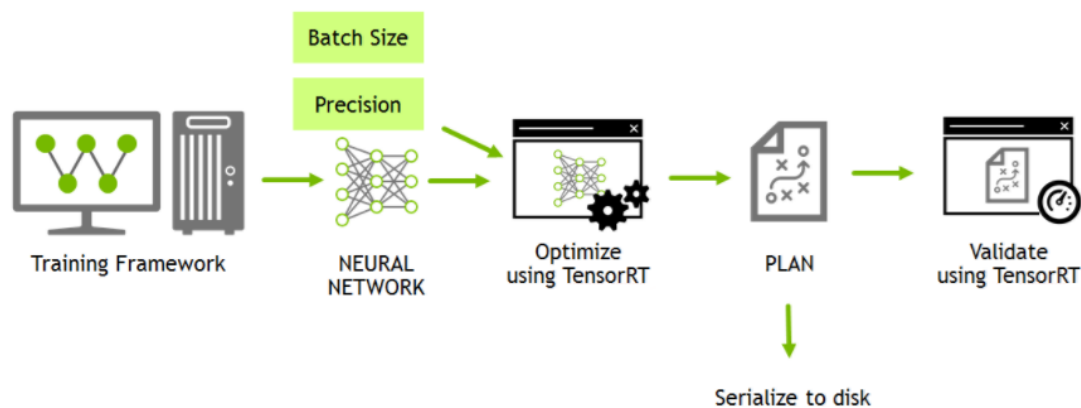 Batch Size
Precision
Training Framework
NEURAL
NETWORK
Optimize
using TensorRT
PLAN
Validate
using TensorRT
Serialize to disk